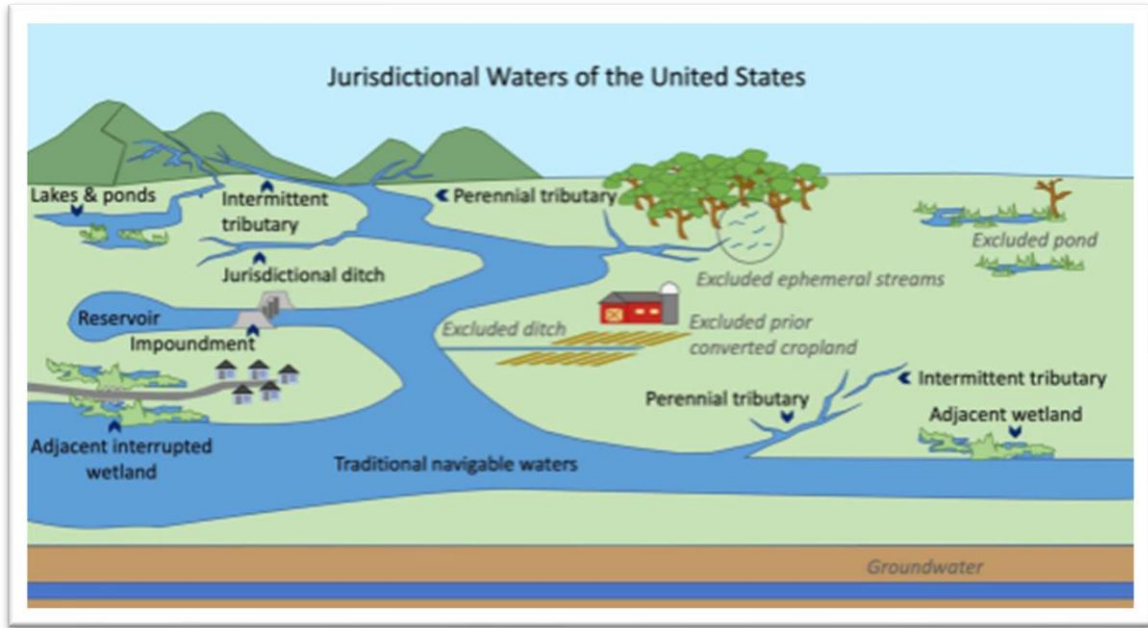 Jurisdictional Waters of the United States
Lakes & ponds
Intermittent
tributary
Perennial tributary
Excluded pond
Jurisdictional ditch
Excluded ephemeral streams
Reservoir
Impoundment
Excluded ditch
Excluded prior
converted cropland
Intermittent tributary
Perennial tributary
Adjacent wetland
Adjacent interrupted
wetland
Traditional navigable waters
Groundwater